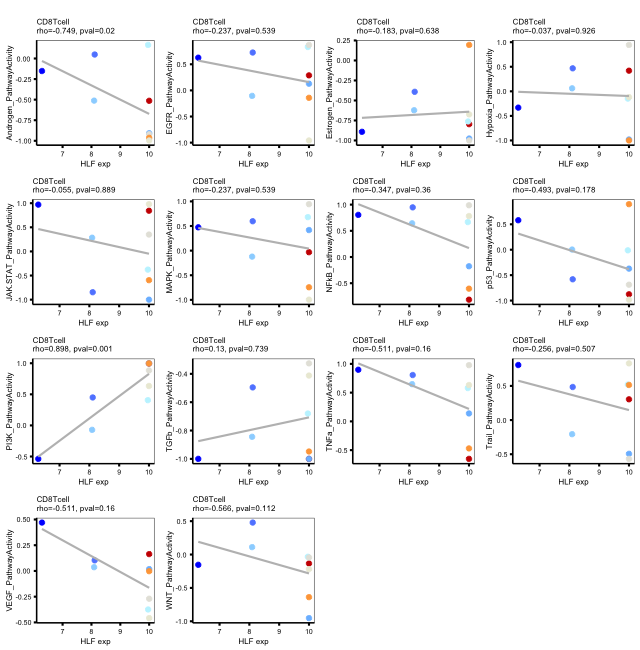 CD8Tcell
rho=-0.749, pval=0.02
Androgen_PathwayActivity
0.00
-0.25
-0.50
-0.75
-1.00
7 8 9 10
HLF exp
CD8Tcell
rho=-0.237, pval=0.539
EGFR_PathwayActivity
0.5
0.0
-0.5
-1.0
7 8 9 10
HLF exp
CD8Tcell
rho=-0.183, pval=0.638
Estrogen_PathwayActivity
0.25
0.00
-0.25
-0.50
-0.75
-1.00
7 8 9 10
HLF exp
CD8Tcell
rho=-0.037, pval=0.926
Hypoxia_PathwayActivity
0.5
0.0
-0.5
-1.0
7 8 9 10
HLF exp
CD8Tcell
rho=-0.055, pval=0.889
JAK.STAT_PathwayActivity
1.0
0.5
0.0
-0.5
-1.0
7 8 9 10
HLF exp
CD8Tcell
rho=-0.237, pval=0.539
MAPK_PathwayActivity
1.0
0.5
0.0
-0.5
-1.0
7 8 9 10
HLF exp
CD8Tcell
rho=-0.347, pval=0.36
NFkB_PathwayActivity
1.0
0.5
0.0
-0.5
7 8 9 10
HLF exp
CD8Tcell
rho=-0.493, pval=0.178
p53_PathwayActivity
0.5
0.0
-0.5
-1.0
7 8 9 10
HLF exp
CD8Tcell
rho=0.898, pval=0.001
PI3K_PathwayActivity
1.0
0.5
0.0
-0.5
7 8 9 10
HLF exp
CD8Tcell
rho=0.13, pval=0.739
TGFb_PathwayActivity
-0.4
-0.6
-0.8
-1.0
7 8 9 10
HLF exp
CD8Tcell
rho=-0.511, pval=0.16
TNFa_PathwayActivity
1.0
0.5
0.0
-0.5
7 8 9 10
HLF exp
CD8Tcell
rho=-0.256, pval=0.507
Trail_PathwayActivity
0.5
0.0
-0.5
7 8 9 10
HLF exp
CD8Tcell
rho=-0.511, pval=0.16
VEGF_PathwayActivity
0.50
0.25
0.00
-0.25
-0.50
7 8 9 10
HLF exp
CD8Tcell
rho=-0.566, pval=0.112
WNT_PathwayActivity
0.5
0.0
-0.5
-1.0
7 8 9 10
HLF exp